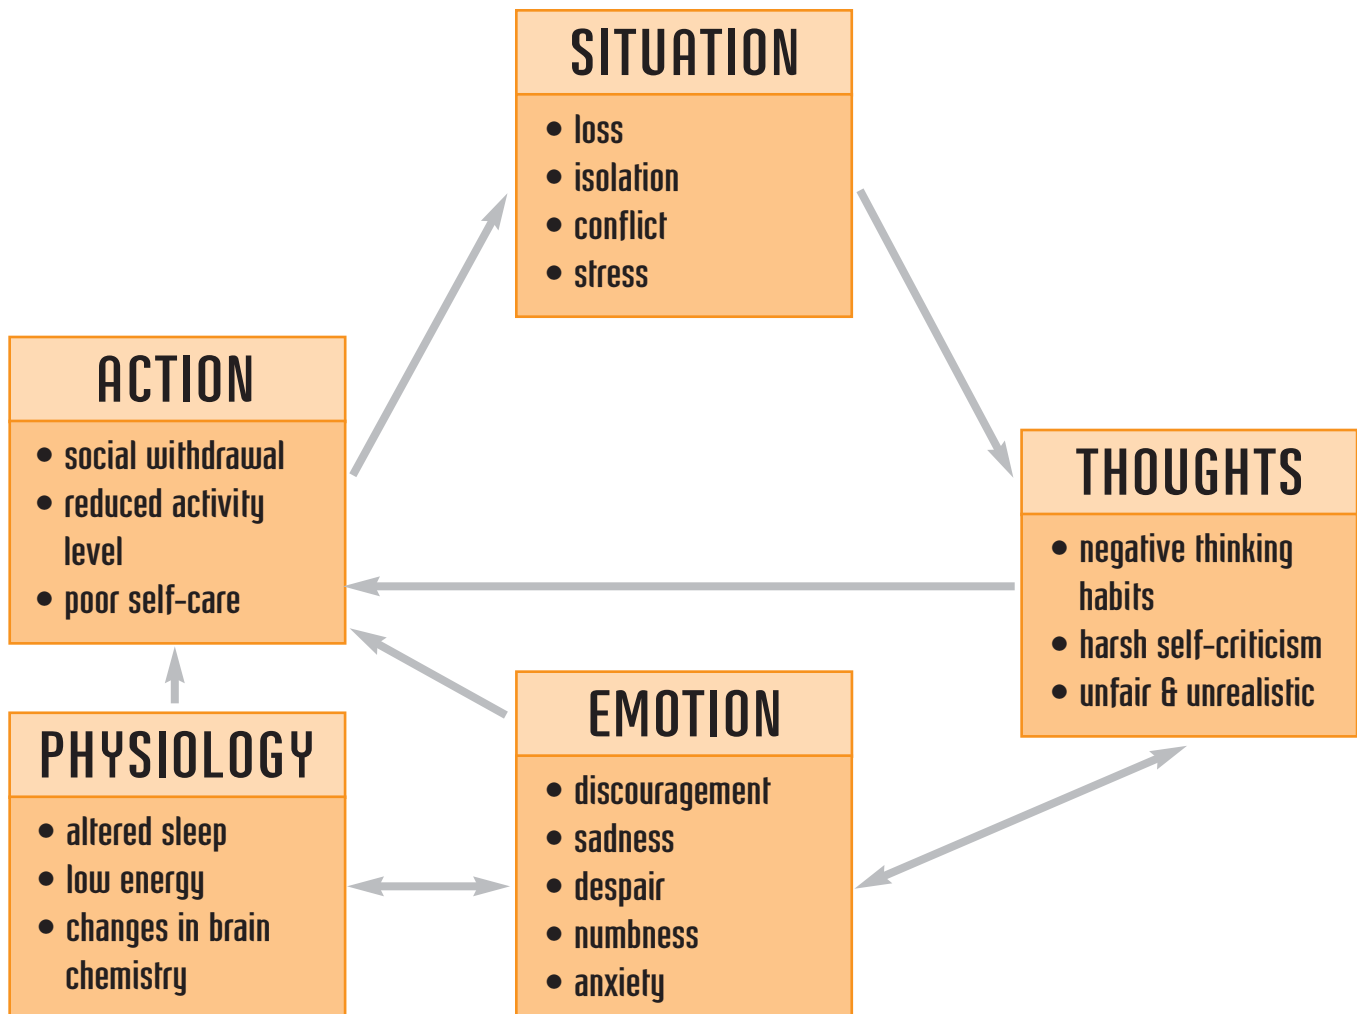 SITUATION
• loss
• isolation
• conflict
• stress
ACTION
• social withdrawal
• reduced activity
level
• poor self-care
THOUGHTS
• negative thinking
habits
• harsh self-criticism
• unfair & unrealistic
PHYSIOLOGY
• altered sleep
• low energy
• changes in brain
chemistry
EMOTION
• discouragement
• sadness
• despair
• numbness
• anxiety